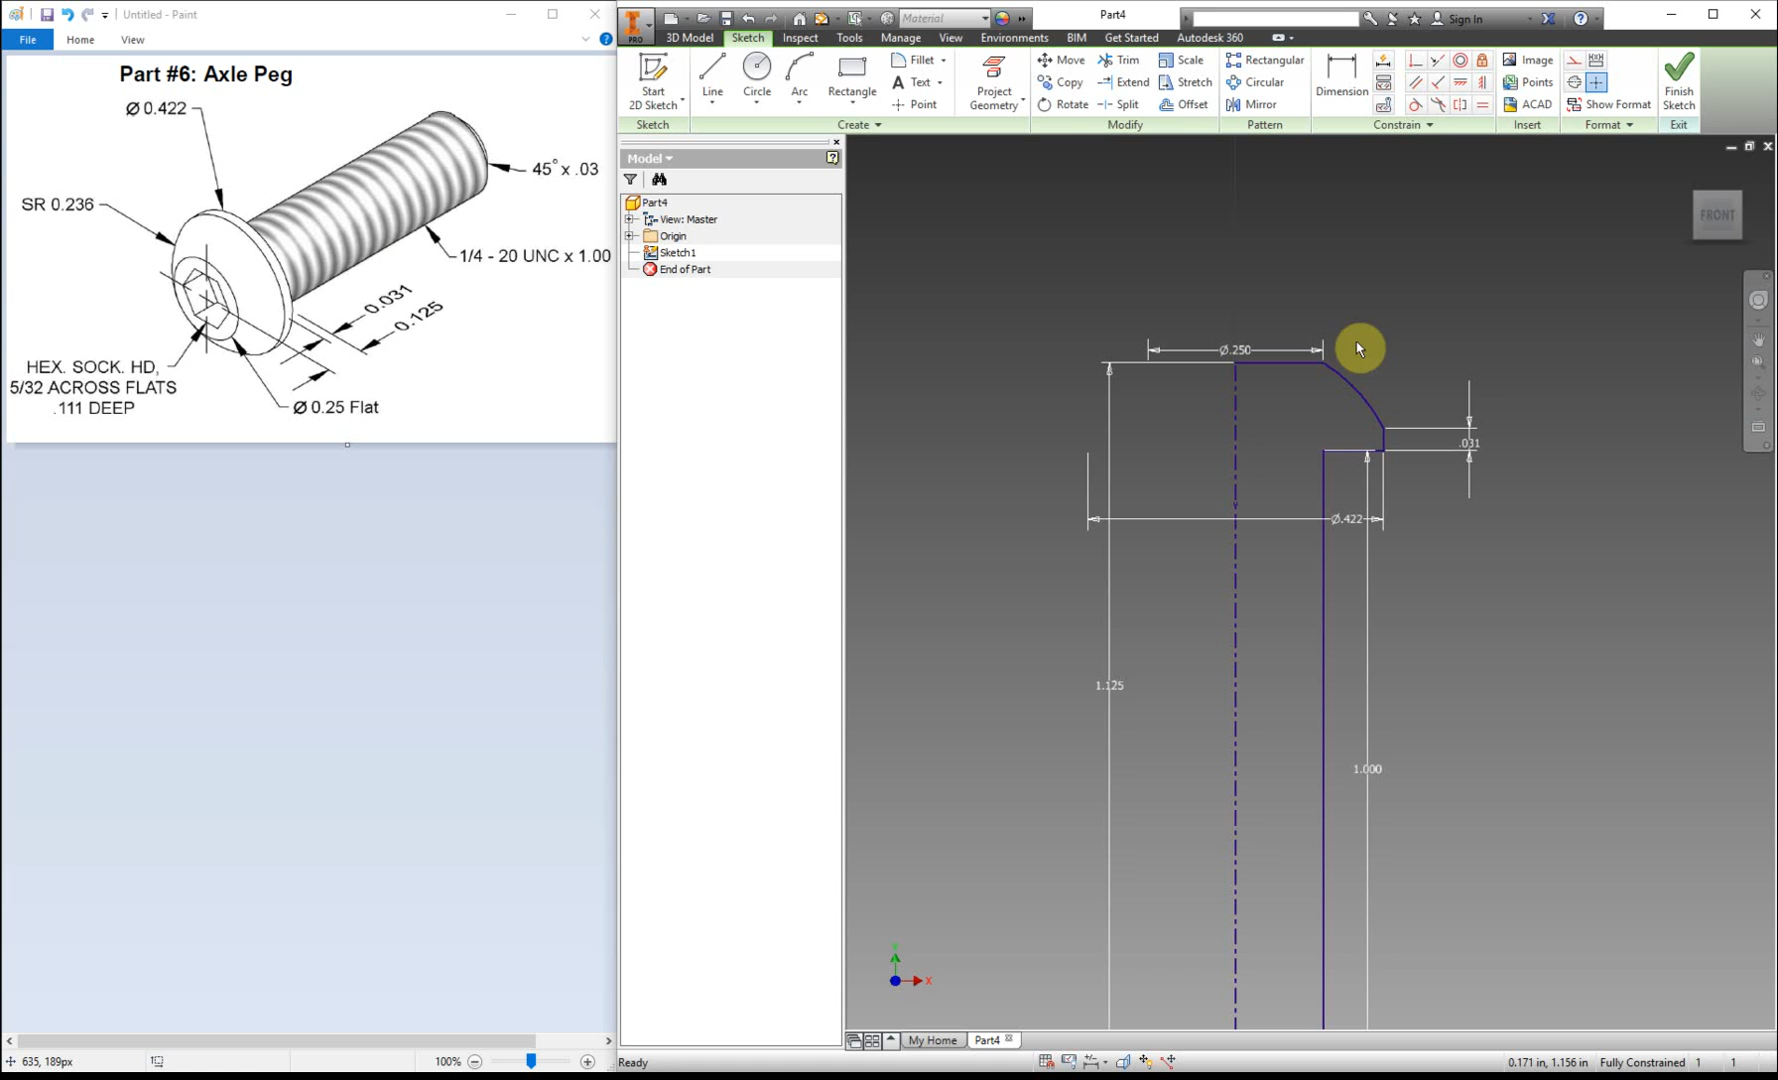 Untitled - Paint
File
Home
View
Part #6: Axle Peg
Ø 0.422
45° x .03
SR 0.236
1/4 - 20 UNC x 1.00
0.031
0.125
HEX. SOCK. HD,
5/32 ACROSS FLATS
.111 DEEP
Ø 0.25 Flat
635, 189px
100%
PRO
Material
Part4
Sign In
3D Model
Sketch
Inspect
Tools
Manage
View
Environments
BIM
Get Started
Autodesk 360
Start
2D Sketch
Line
Circle
Arc
Rectangle
Fillet
Text
Point
Project
Geometry
Move
Copy
Rotate
Trim
Extend
Split
Scale
Stretch
Offset
Rectangular
Circular
Mirror
Dimension
Image
Points
ACAD
Show Format
Finish
Sketch
Sketch
Create
Modify
Pattern
Constrain
Insert
Format
Exit
Model
Part4
View: Master
Origin
Sketch1
End of Part
FRONT
Ø.250
.031
Ø.422
1.125
1.000
Y
X
My Home
Part4
Ready
0.171 in, 1.156 in
Fully Constrained
1
1